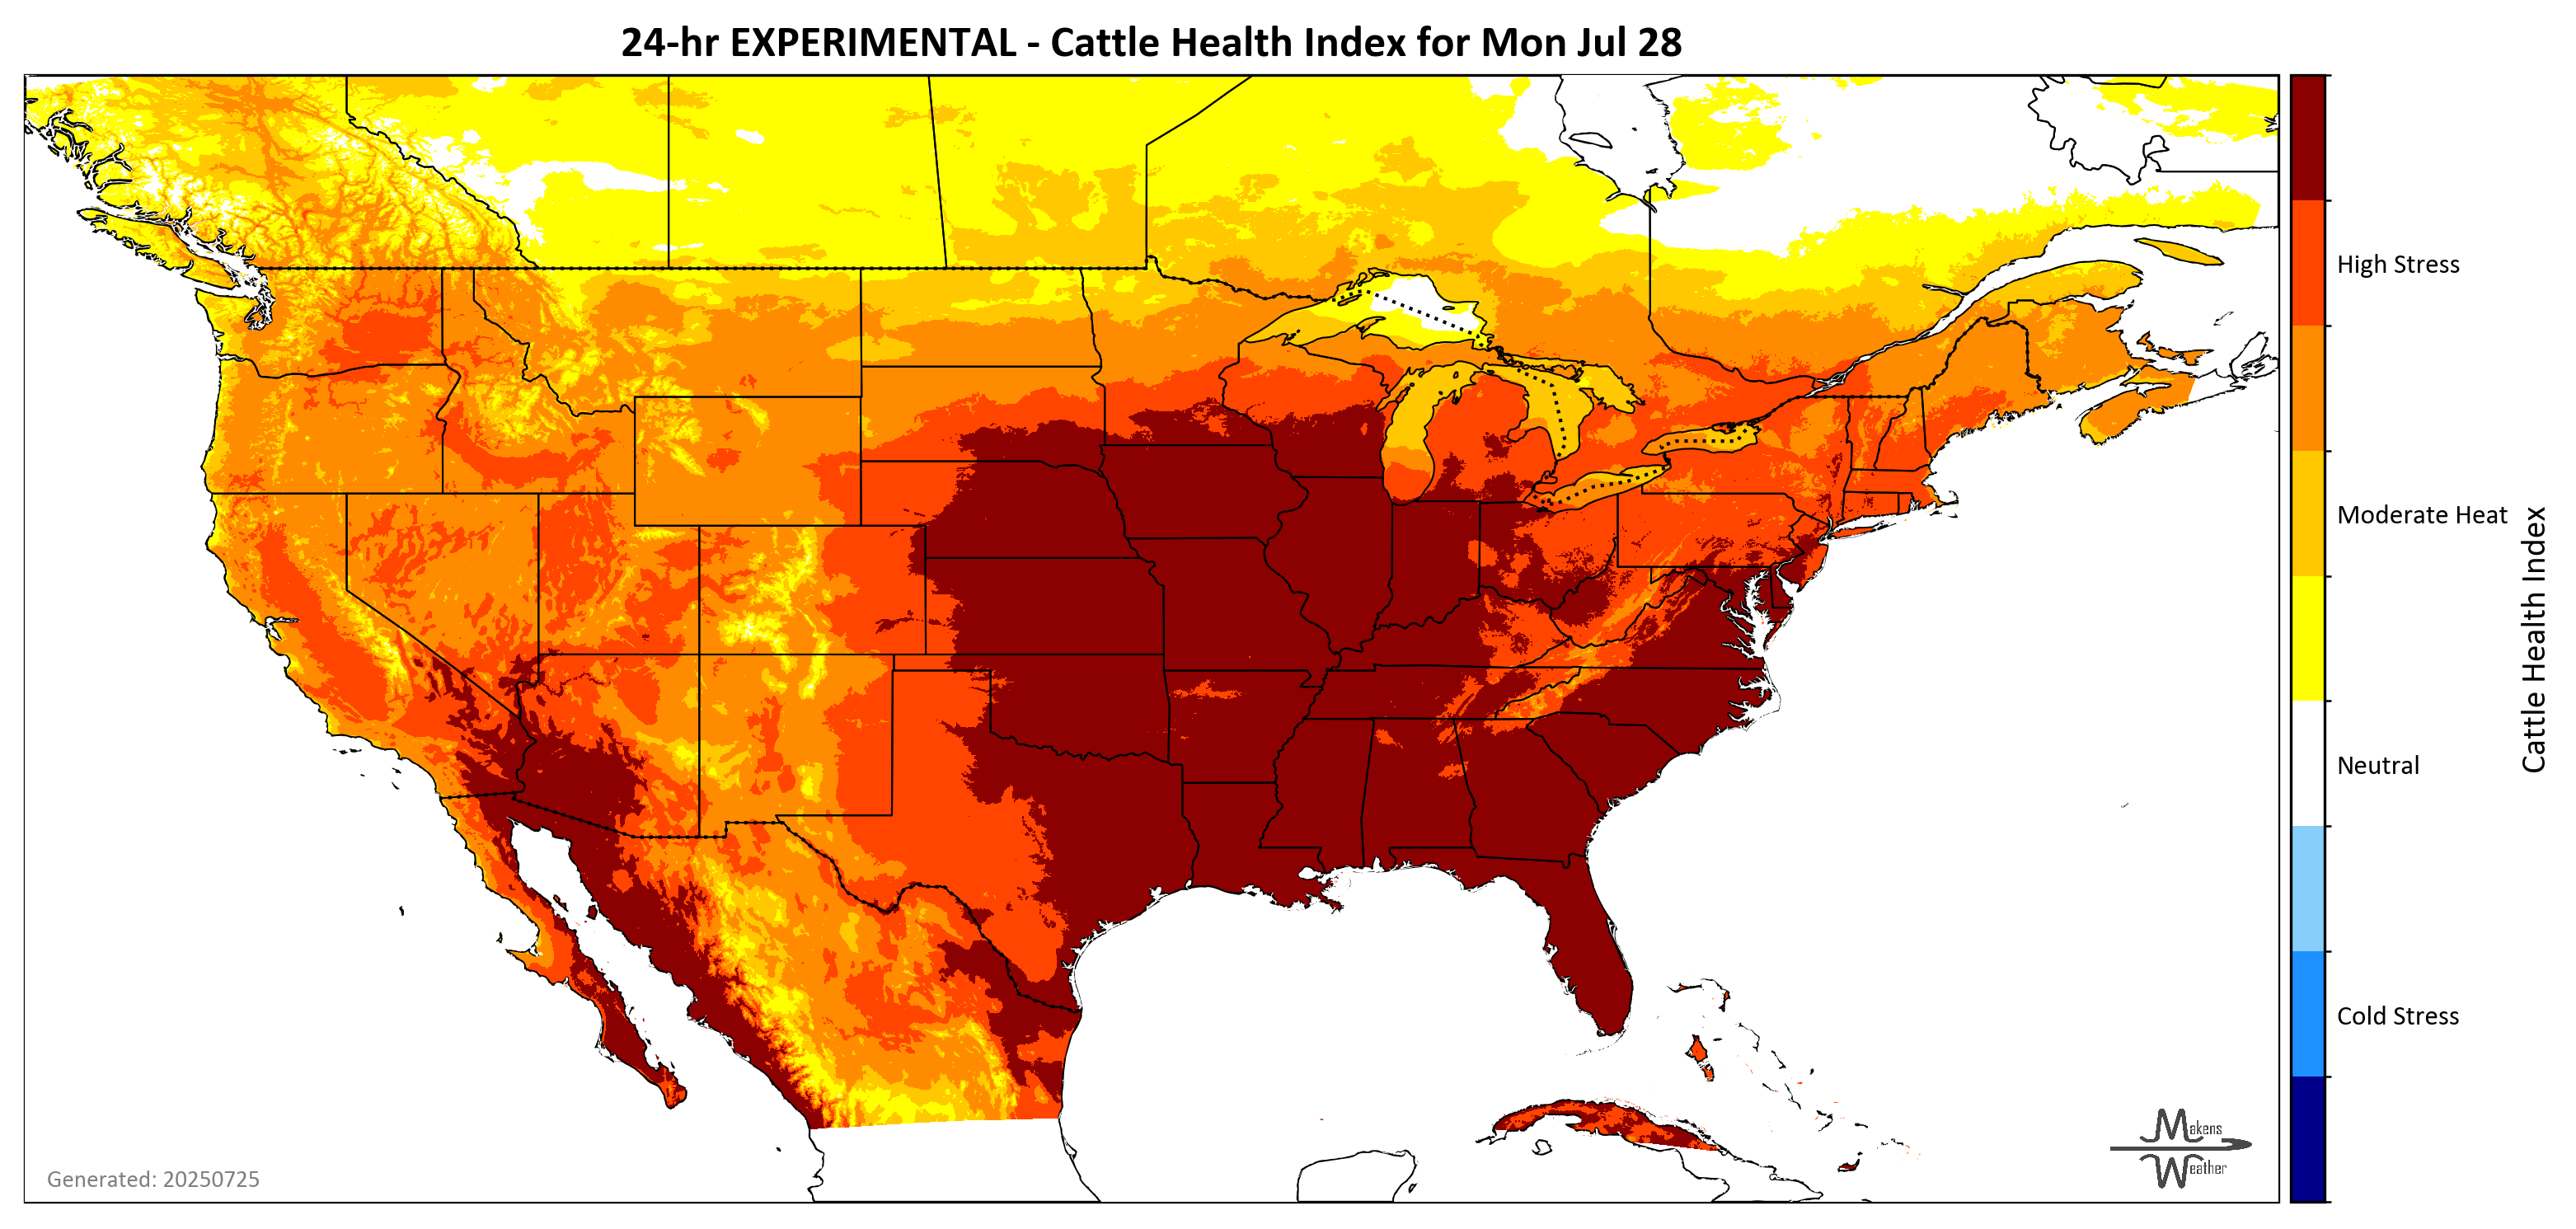 24-hr EXPERIMENTAL - Cattle Health Index for Mon Jul 28
High Stress
Moderate Heat
Neutral
Cold Stress
Cattle Health Index
Generated: 20250725
Makens
Weather